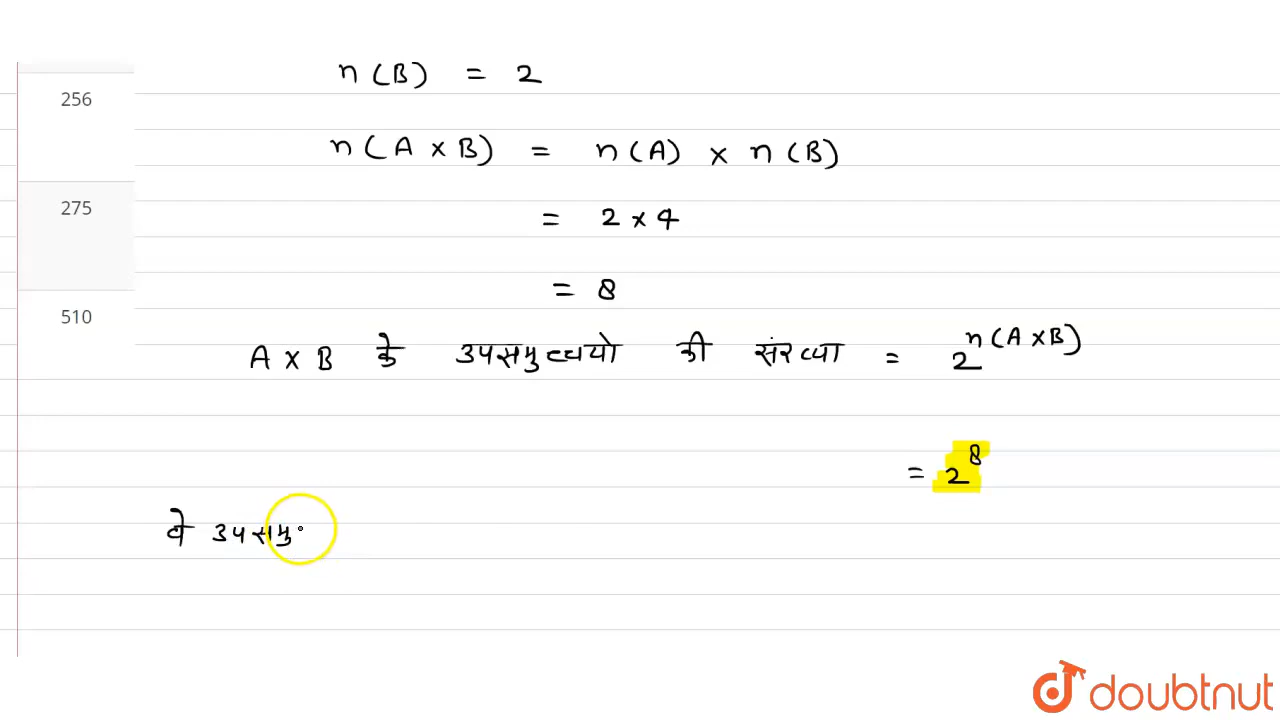 n(B) = 2
256
n(A × B) = n(A) × n(B)
275
= 2 × 4
= 8
510
A × B के उपसमुच्चयो की संख्या = 2^n(A × B)
= 2^8
वे उपसमु
doubtnut